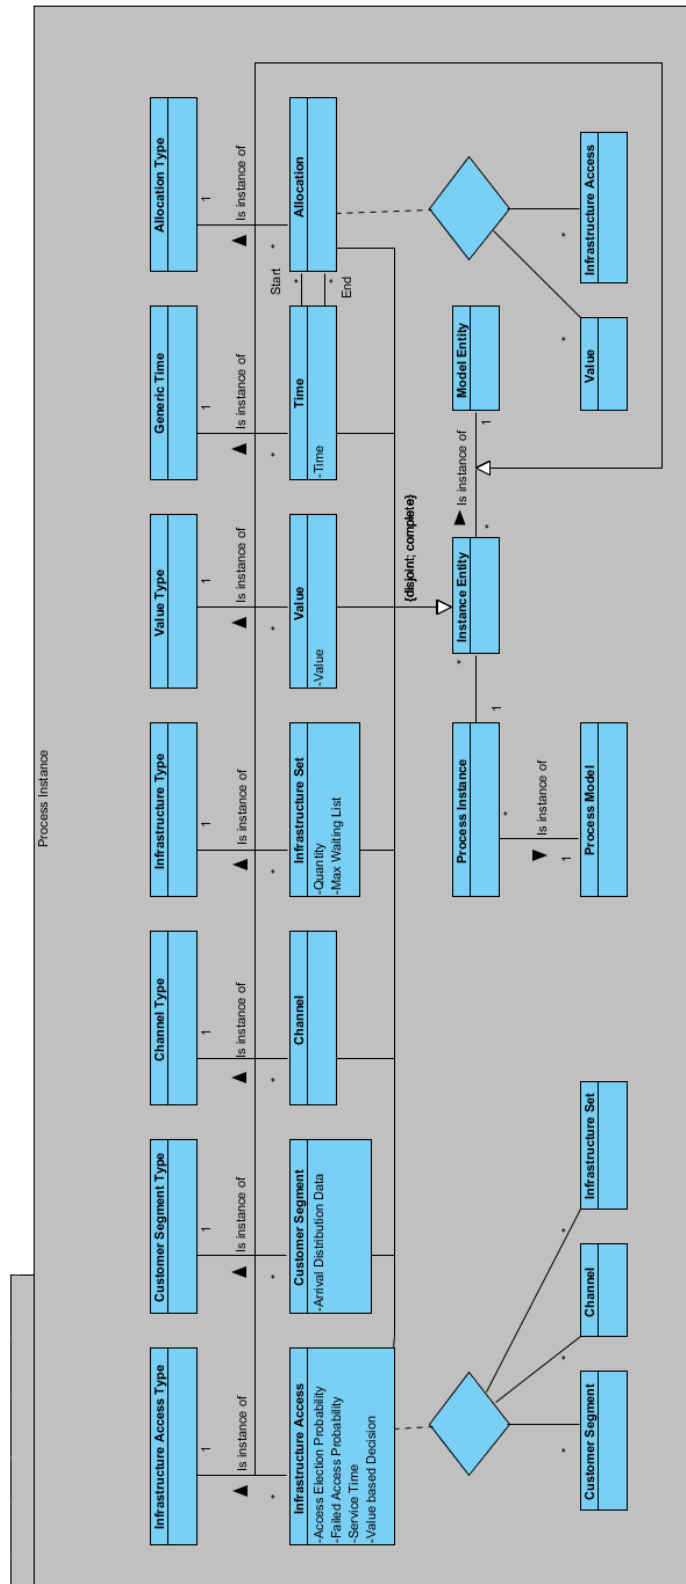 Process Instance
Infrastructure Access Type
Customer Segment Type
Channel Type
Infrastructure Type
Value Type
Generic Time
Allocation Type
1
1
1
1
1
1
1
Is instance of
Is instance of
Is instance of
Is instance of
Is instance of
Is instance of
Is instance of
*
*
*
*
*
*
*
Start
*
*
End
Infrastructure Access
-Access Election Probability
-Failed Access Probability
-Service Time
-Value based Decision
Customer Segment
-Arrival Distribution Data
Channel
Infrastructure Set
-Quantity
-Max Waiting List
Value
-Value
Time
-Time
Allocation
{disjoint; complete}
Process Instance
1
*
Instance Entity
*
Is instance of
1
Model Entity
*
Is instance of
1
Process Model
*
*
*
Customer Segment
Channel
Infrastructure Set
*
*
Value
Infrastructure Access